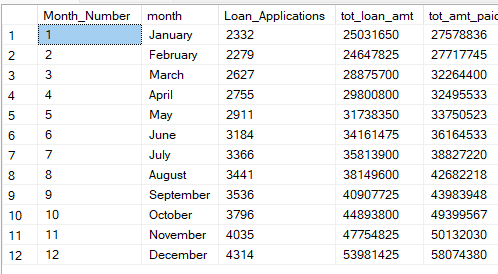 Month_Number month Loan_Applications tot_loan_amt tot_amt_paid
1 1 January 2332 25031650 27578836
2 2 February 2279 24647825 27717745
3 3 March 2627 28875700 32264400
4 4 April 2755 29800800 32495533
5 5 May 2911 31738350 33750523
6 6 June 3184 34161475 36164533
7 7 July 3366 35813900 38827220
8 8 August 3441 38149600 42682218
9 9 September 3536 40907725 43983948
10 10 October 3796 44893800 49399567
11 11 November 4035 47754825 50132030
12 12 December 4314 53981425 58074380